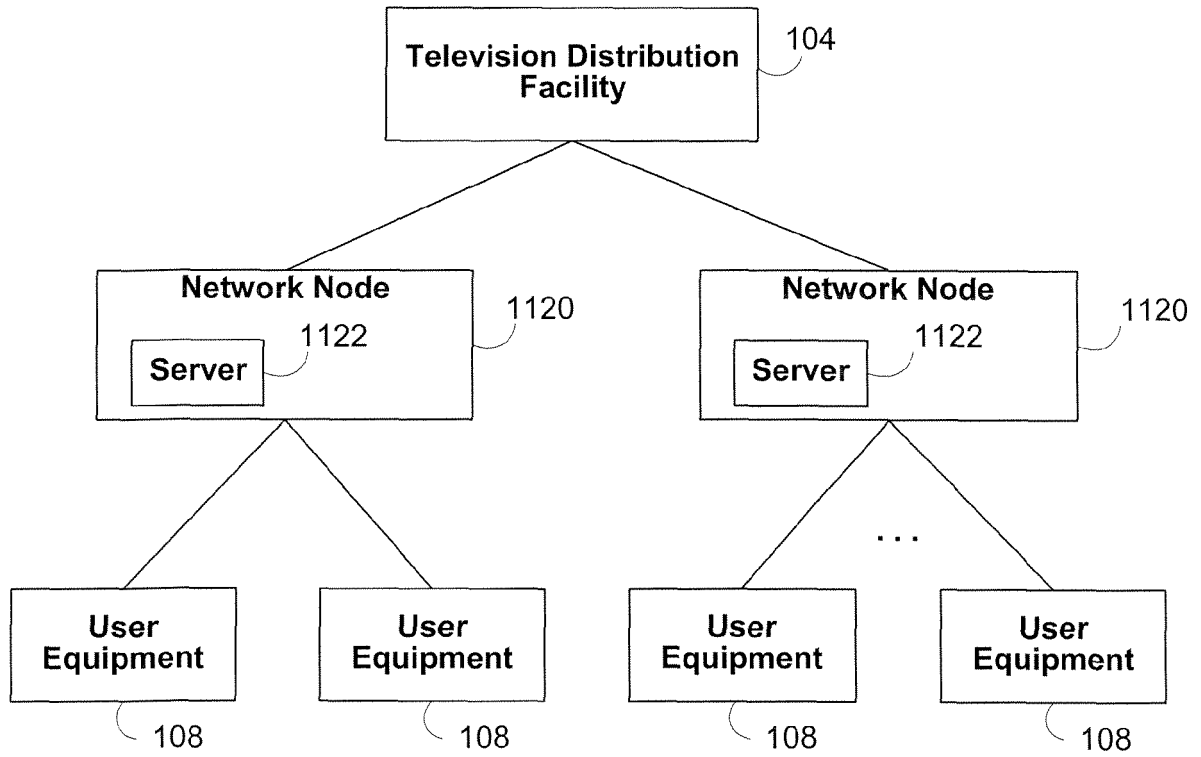 Television Distribution
Facility
104
Network Node
1120
Server
1122
Network Node
1120
Server
1122
...
User
Equipment
108
User
Equipment
108
User
Equipment
108
User
Equipment
108